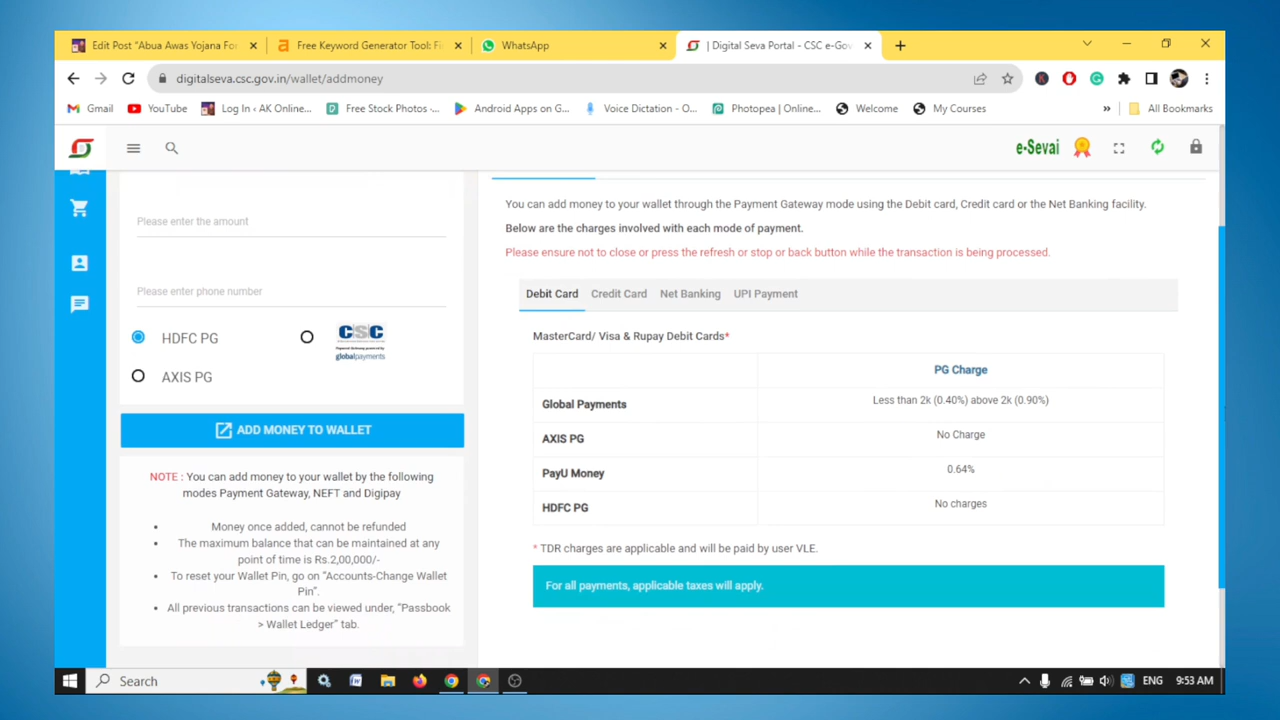 Edit Post "Abua Awas Yojana For
Free Keyword Generator Tool: Fi
WhatsApp
| Digital Seva Portal - CSC e-Gov
digitalseva.csc.gov.in/wallet/addmoney
Gmail
YouTube
Log In ‹ AK Online...
Free Stock Photos -...
Android Apps on G...
Voice Dictation - O...
Photopea | Online...
Welcome
My Courses
»
All Bookmarks
e-Sevai
Please enter the amount
Please enter phone number
HDFC PG
CSC
Payment Gateway powered by
globalpayments
AXIS PG
ADD MONEY TO WALLET
NOTE : You can add money to your wallet by the following
modes Payment Gateway, NEFT and Digipay
• Money once added, cannot be refunded
• The maximum balance that can be maintained at any
point of time is Rs.2,00,000/-
• To reset your Wallet Pin, go on "Accounts-Change Wallet
Pin".
• All previous transactions can be viewed under, "Passbook
> Wallet Ledger" tab.
You can add money to your wallet through the Payment Gateway mode using the Debit card, Credit card or the Net Banking facility.
Below are the charges involved with each mode of payment.
Please ensure not to close or press the refresh or stop or back button while the transaction is being processed.
Debit Card Credit Card Net Banking UPI Payment
MasterCard/ Visa & Rupay Debit Cards*
PG Charge
Global Payments Less than 2k (0.40%) above 2k (0.90%)
AXIS PG No Charge
PayU Money 0.64%
HDFC PG No charges
* TDR charges are applicable and will be paid by user VLE.
For all payments, applicable taxes will apply.
Search
ENG
9:53 AM